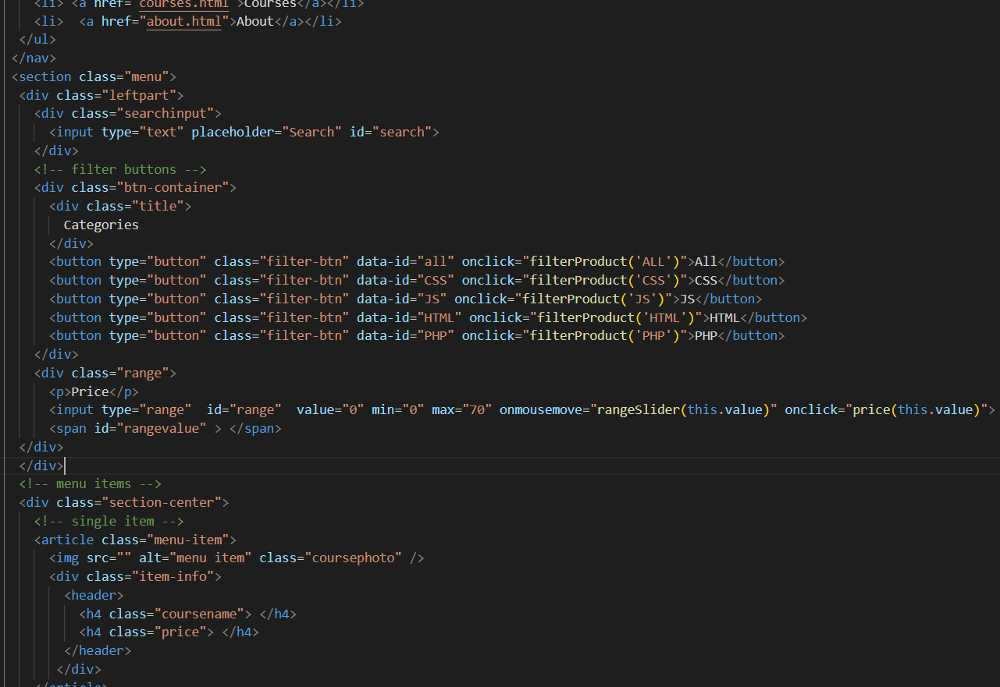 <li> <a href="courses.html">Courses</a></li>
<li>  <a href="about.html">About</a></li>
</ul>
</nav>
<section class="menu">
<div class="leftpart">
<div class="searchinput">
<input type="text" placeholder="Search" id="search">
</div>
<!-- filter buttons -->
<div class="btn-container">
<div class="title">
Categories
</div>
<button type="button" class="filter-btn" data-id="all" onclick="filterProduct('ALL')">All</button>
<button type="button" class="filter-btn" data-id="CSS" onclick="filterProduct('CSS')">CSS</button>
<button type="button" class="filter-btn" data-id="JS" onclick="filterProduct('JS')">JS</button>
<button type="button" class="filter-btn" data-id="HTML" onclick="filterProduct('HTML')">HTML</button>
<button type="button" class="filter-btn" data-id="PHP" onclick="filterProduct('PHP')">PHP</button>
</div>
<div class="range">
<p>Price</p>
<input type="range"  id="range"  value="0" min="0" max="70" onmousemove="rangeSlider(this.value)" onclick="price(this.value)">
<span id="rangevalue" > </span>
</div>
</div>
<!-- menu items -->
<div class="section-center">
<!-- single item -->
<article class="menu-item">
<img src="" alt="menu item" class="coursephoto" />
<div class="item-info">
<header>
<h4 class="coursename"> </h4>
<h4 class="price"> </h4>
</header>
</div>
</article>